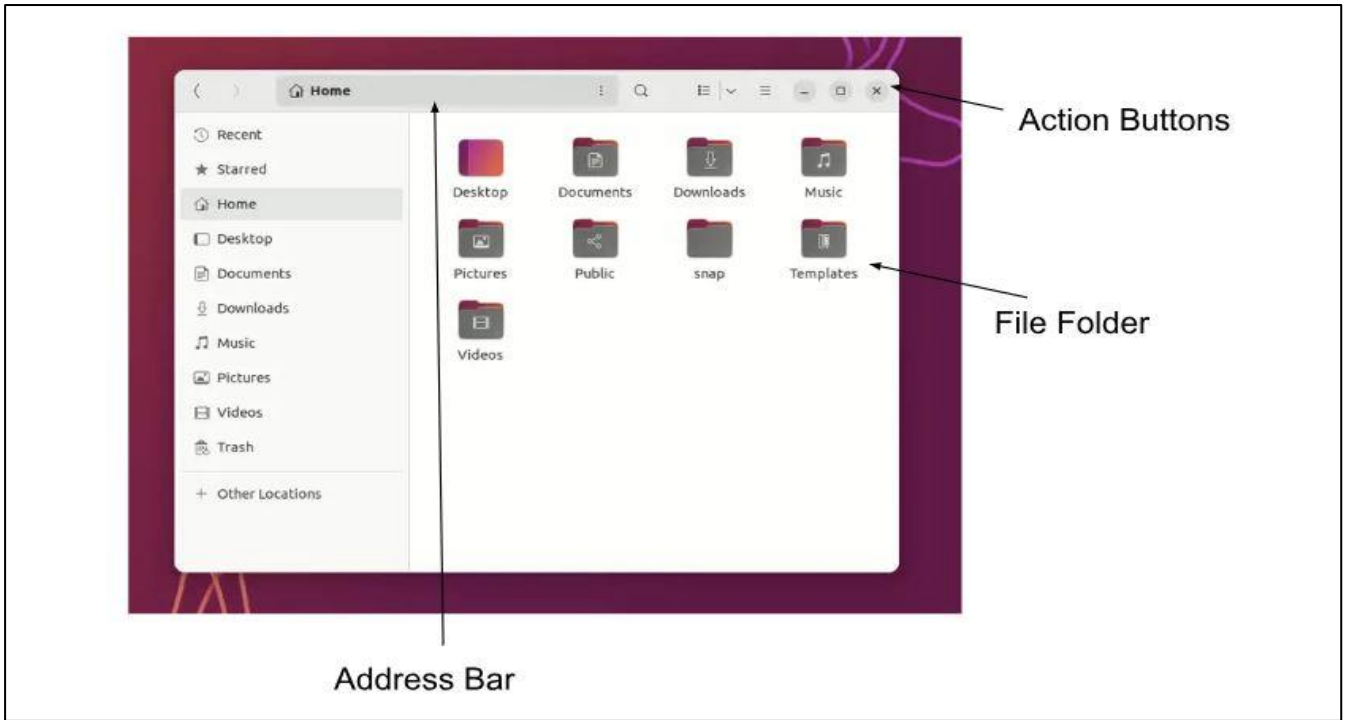 Home
Recent
Starred
Home
Desktop
Documents
Downloads
Music
Pictures
Videos
Trash
Other Locations
Desktop Documents Downloads Music
Pictures Public snap Templates
Videos
Action Buttons
File Folder
Address Bar